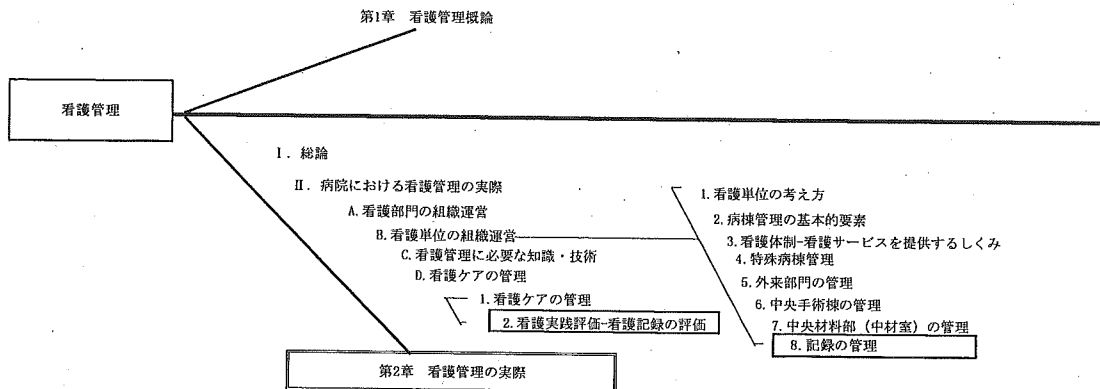 第1章 看護管理概論
看護管理
I. 総論
II. 病院における看護管理の実際
A. 看護部門の組織運営
B. 看護単位の組織運営
C. 看護管理に必要な知識・技術
D. 看護ケアの管理
1. 看護ケアの管理
2. 看護実践評価-看護記録の評価
1. 看護単位の考え方
2. 病棟管理の基本的要素
3. 看護体制-看護サービスを提供するしくみ
4. 特殊病棟管理
5. 外来部門の管理
6. 中央手術棟の管理
7. 中央材料部（中材室）の管理
8. 記録の管理
第2章 看護管理の実際